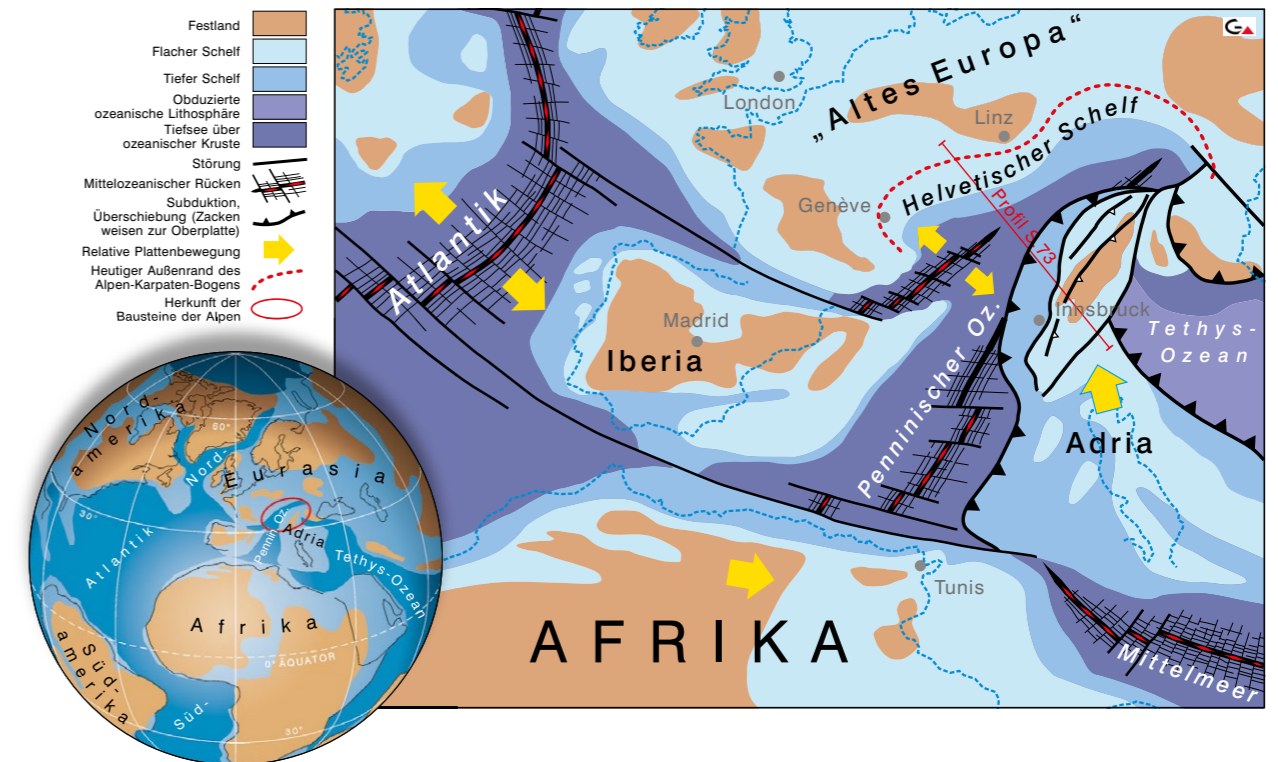 Festland
Flacher Schelf
Tiefer Schelf
Obduzierte
ozeanische Lithosphäre
Tiefsee über
ozeanischer Kruste
Störung
Mittelozeanischer Rücken
Subduktion,
Überschiebung (Zacken
weisen zur Oberplatte)
Relative Plattenbewegung
Heutiger Außenrand des
Alpen-Karpaten-Bogens
Herkunft der
Bausteine der Alpen
„Altes Europa“
London
Linz
Helvetischer Schelf
Genève
Profil S.73
Atlantik
Madrid
Iberia
Innsbruck
Tethys-
Ozean
Penninischer Oz.
Adria
Tunis
AFRIKA
Mittelmeer
Nord-
amerika
60°
Nord-
Eurasia
30°
Pennin. Oz.
Adria
Atlantik
Tethys-Ozean
Afrika
0° ÄQUATOR
Süd-
amerika
Süd-
30°